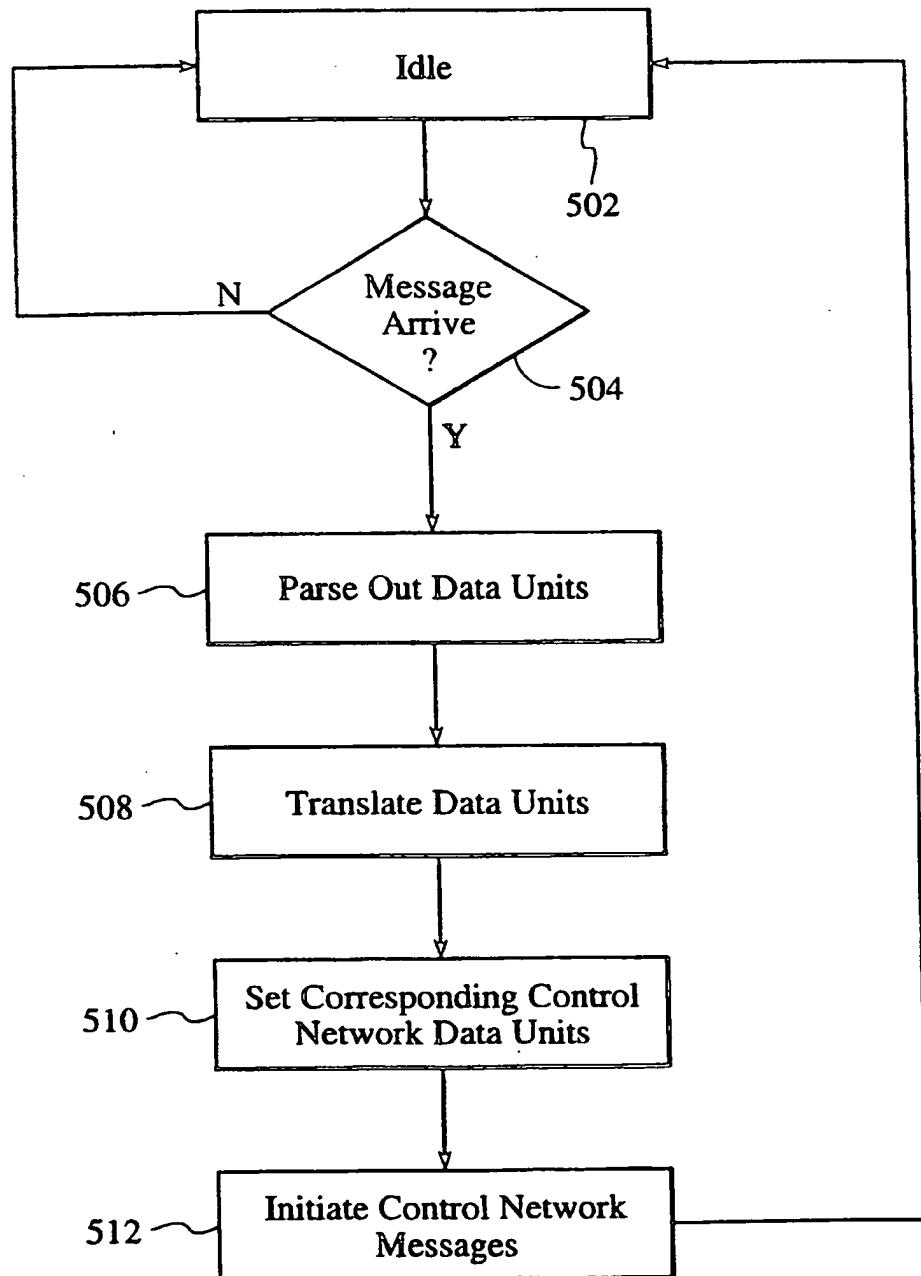 Idle
502
Message
Arrive
?
N
504
Y
506
Parse Out Data Units
508
Translate Data Units
510
Set Corresponding Control
Network Data Units
512
Initiate Control Network
Messages